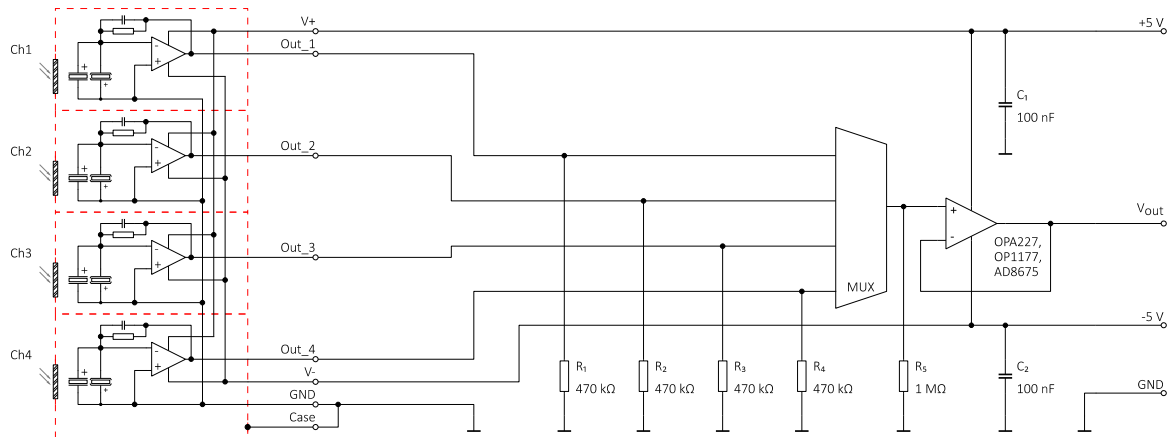 V+
+5 V
Out_1
Ch1
C₁
100 nF
Ch2
Out_2
Vout
Ch3
Out_3
OPA227,
OP1177,
AD8675
MUX
-5 V
Ch4
Out_4
V-
R₁
470 kΩ
R₂
470 kΩ
R₃
470 kΩ
R₄
470 kΩ
R₅
1 MΩ
C₂
100 nF
GND
GND
Case